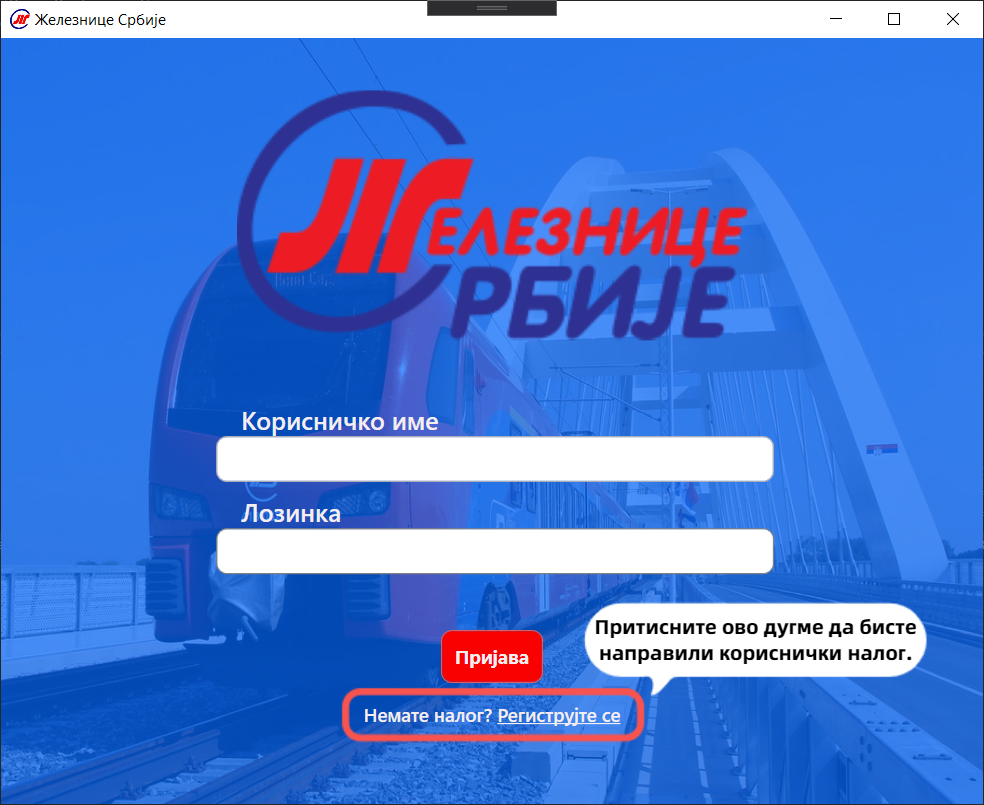 Железнице Србије
ЖЕЛЕЗНИЦЕ
СРБИЈЕ
Корисничко име
Лозинка
Притисните ово дугме да бисте
направили кориснички налог.
Пријава
Немате налог? Региструјте се